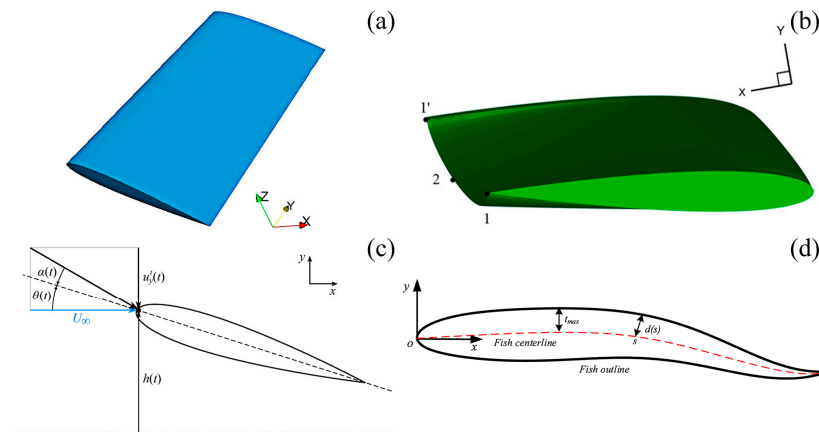 (a)
Z
Y
X
(b)
Y
X
1'
2
1
(c)
α(t)
θ(t)
U∞
u'y(t)
h(t)
y
x
(d)
y
o
x
tmax
d(s)
s
Fish centerline
Fish outline